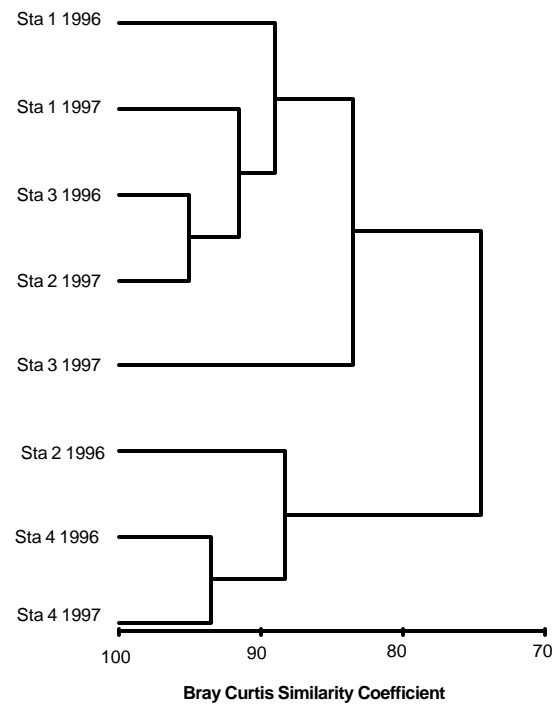 Sta 1 1996
Sta 1 1997
Sta 3 1996
Sta 2 1997
Sta 3 1997
Sta 2 1996
Sta 4 1996
Sta 4 1997
100 90 80 70
Bray Curtis Similarity Coefficient